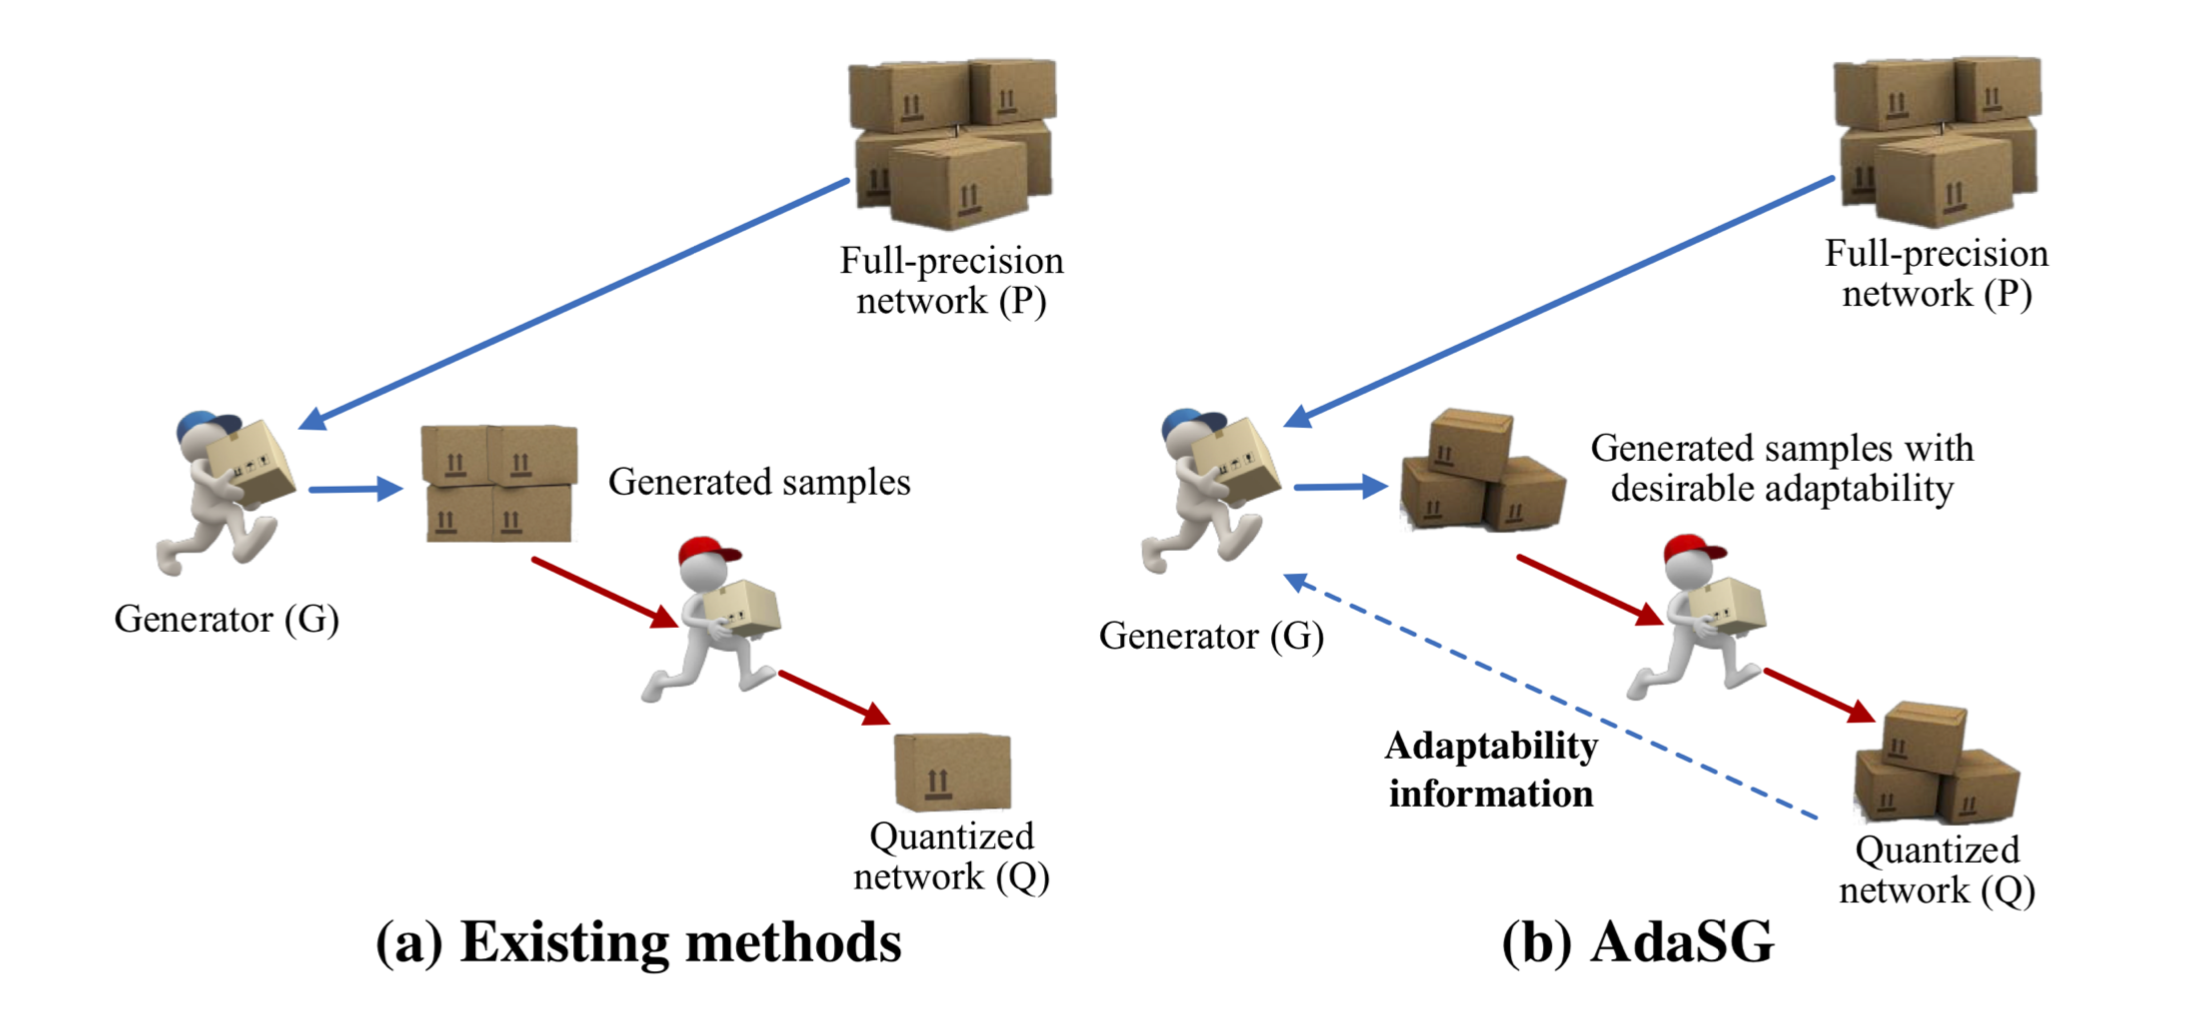 Full-precision
network (P)
Generated samples
Generator (G)
Quantized
network (Q)
(a) Existing methods
Full-precision
network (P)
Generated samples with
desirable adaptability
Generator (G)
Adaptability
information
Quantized
network (Q)
(b) AdaSG